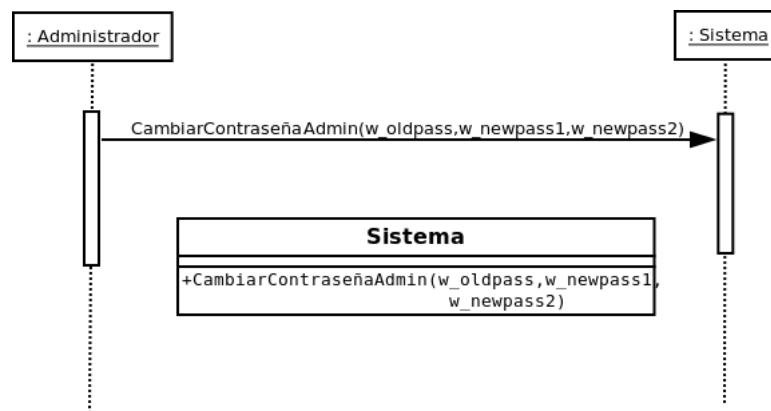 : Administrador
: Sistema
CambiarContraseñaAdmin(w_oldpass,w_newpass1,w_newpass2)
Sistema
+CambiarContraseñaAdmin(w_oldpass,w_newpass1,
w_newpass2)